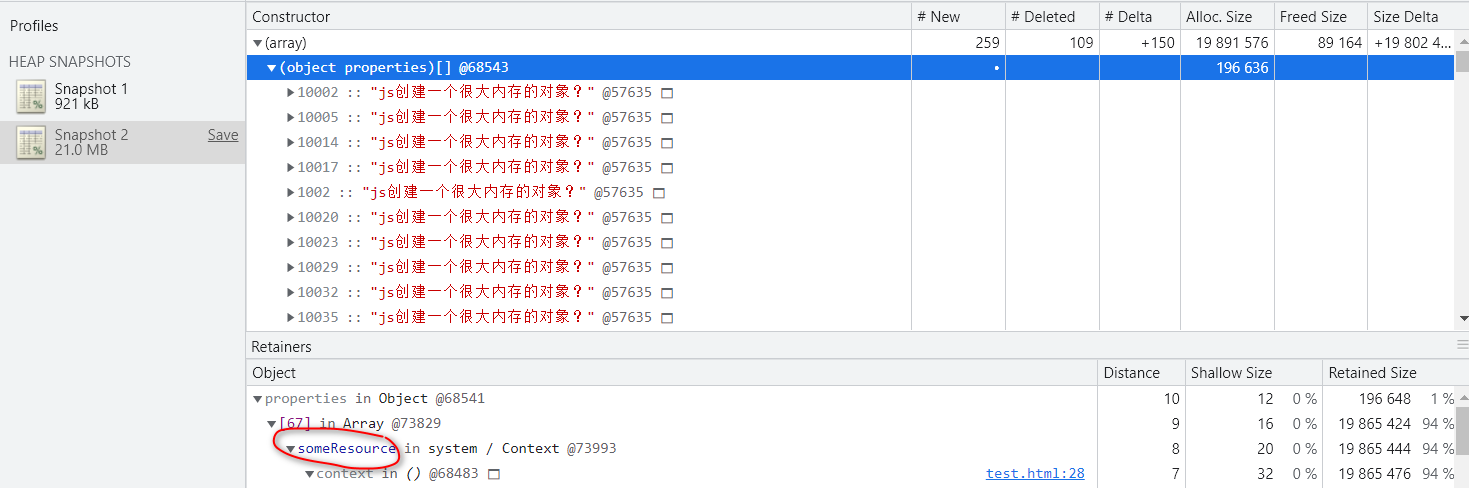 Profiles
HEAP SNAPSHOTS
Snapshot 1
921 kB
Snapshot 2 Save
21.0 MB
Constructor # New # Deleted # Delta Alloc. Size Freed Size Size Delta
▼(array) 259 109 +150 19 891 576 89 164 +19 802 4...
▼(object properties)[] @68543 • 196 636
▶10002 :: "js创建一个很大内存的对象？" @57635
▶10005 :: "js创建一个很大内存的对象？" @57635
▶10014 :: "js创建一个很大内存的对象？" @57635
▶10017 :: "js创建一个很大内存的对象？" @57635
▶1002 :: "js创建一个很大内存的对象？" @57635
▶10020 :: "js创建一个很大内存的对象？" @57635
▶10023 :: "js创建一个很大内存的对象？" @57635
▶10029 :: "js创建一个很大内存的对象？" @57635
▶10032 :: "js创建一个很大内存的对象？" @57635
▶10035 :: "js创建一个很大内存的对象？" @57635
Retainers
Object Distance Shallow Size Retained Size
▼properties in Object @68541 10 12 0 % 196 648 1 %
▼[67] in Array @73829 9 16 0 % 19 865 424 94 %
▼someResource in system / Context @73993 8 20 0 % 19 865 444 94 %
▼context in () @68483 test.html:28 7 32 0 % 19 865 476 94 %